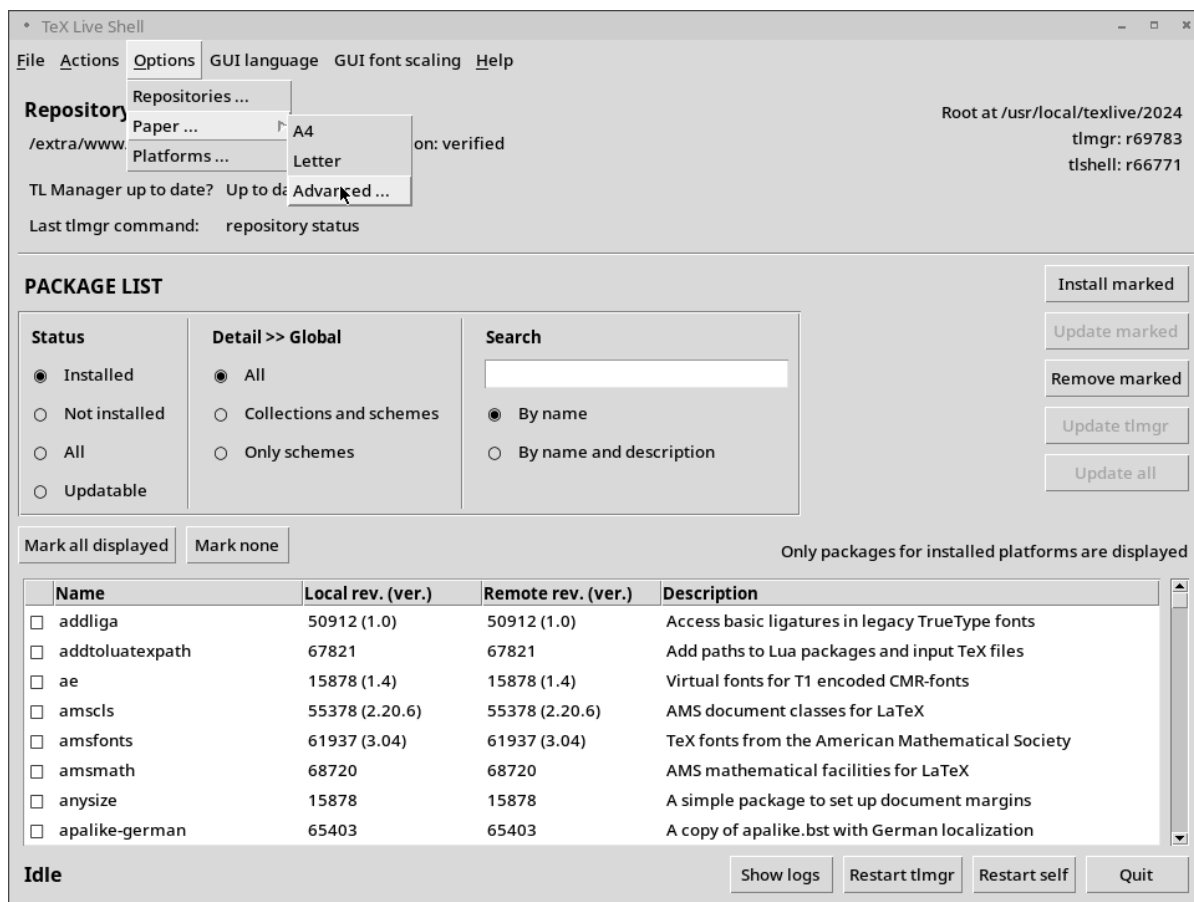 TeX Live Shell
File Actions Options GUI language GUI font scaling Help
Repositories ...
Paper ...
Platforms ...
A4
Letter
Advanced ...
Repository
/extra/www. on: verified
TL Manager up to date? Up to da
Last tlmgr command: repository status
Root at /usr/local/texlive/2024
tlmgr: r69783
tlshell: r66771
PACKAGE LIST
Install marked
Update marked
Remove marked
Update tlmgr
Update all
Status
Installed
Not installed
All
Updatable
Detail >> Global
All
Collections and schemes
Only schemes
Search
By name
By name and description
Mark all displayed Mark none
Only packages for installed platforms are displayed
Name Local rev. (ver.) Remote rev. (ver.) Description
addliga 50912 (1.0) 50912 (1.0) Access basic ligatures in legacy TrueType fonts
addtoluatexpath 67821 67821 Add paths to Lua packages and input TeX files
ae 15878 (1.4) 15878 (1.4) Virtual fonts for T1 encoded CMR-fonts
amscls 55378 (2.20.6) 55378 (2.20.6) AMS document classes for LaTeX
amsfonts 61937 (3.04) 61937 (3.04) TeX fonts from the American Mathematical Society
amsmath 68720 68720 AMS mathematical facilities for LaTeX
anysize 15878 15878 A simple package to set up document margins
apalike-german 65403 65403 A copy of apalike.bst with German localization
Idle Show logs Restart tlmgr Restart self Quit